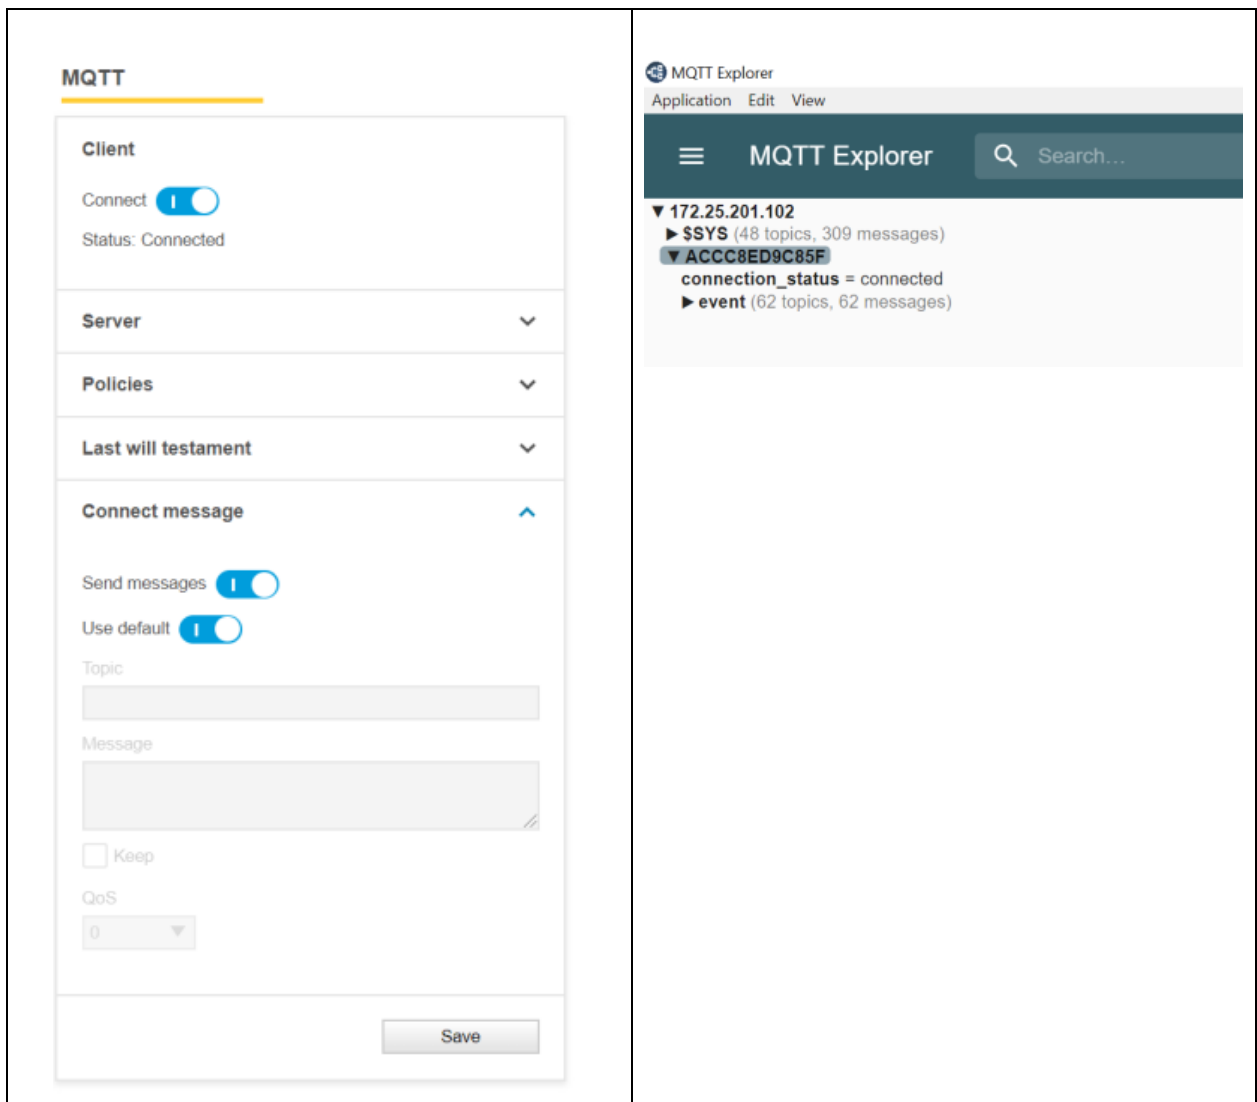 MQTT
Client
Connect
Status: Connected
Server
Policies
Last will testament
Connect message
Send messages
Use default
Topic
Message
Keep
QoS
0
Save
MQTT Explorer
Application Edit View
MQTT Explorer Search...
172.25.201.102
$SYS (48 topics, 309 messages)
ACCC8ED9C85F
connection_status = connected
event (62 topics, 62 messages)